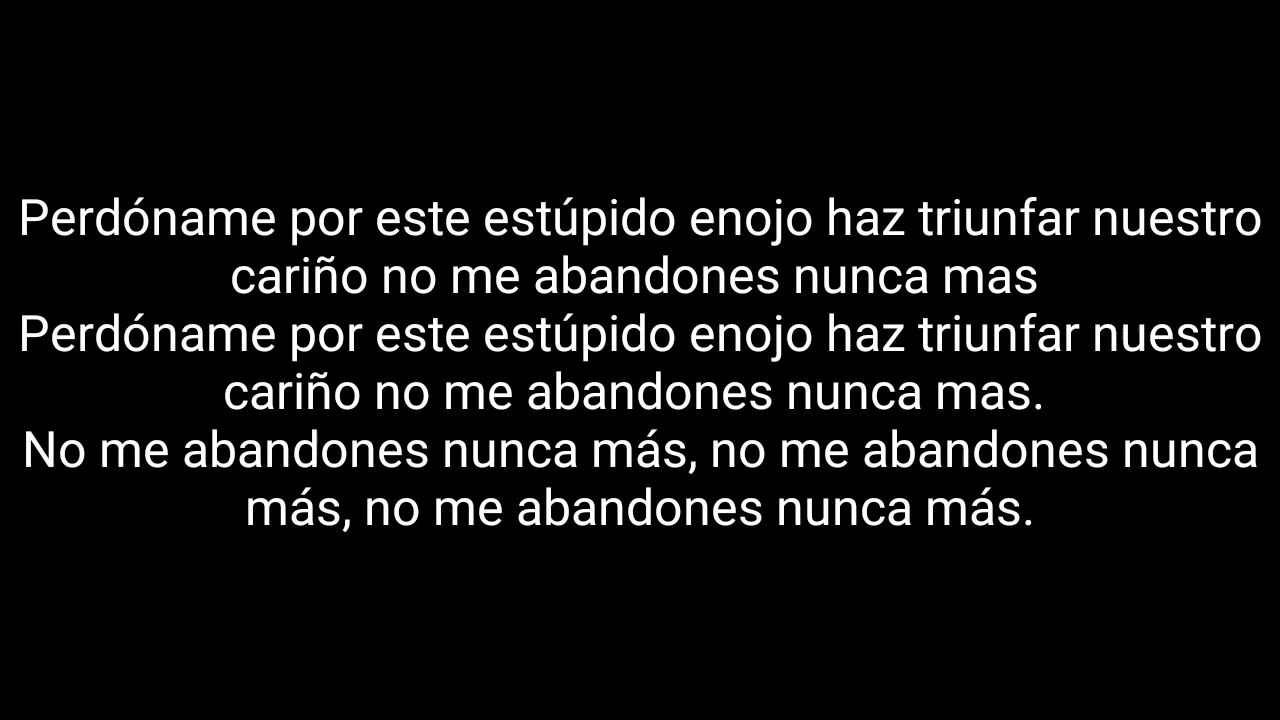 Perdóname por este estúpido enojo haz triunfar nuestro
cariño no me abandones nunca mas
Perdóname por este estúpido enojo haz triunfar nuestro
cariño no me abandones nunca mas.
No me abandones nunca más, no me abandones nunca
más, no me abandones nunca más.